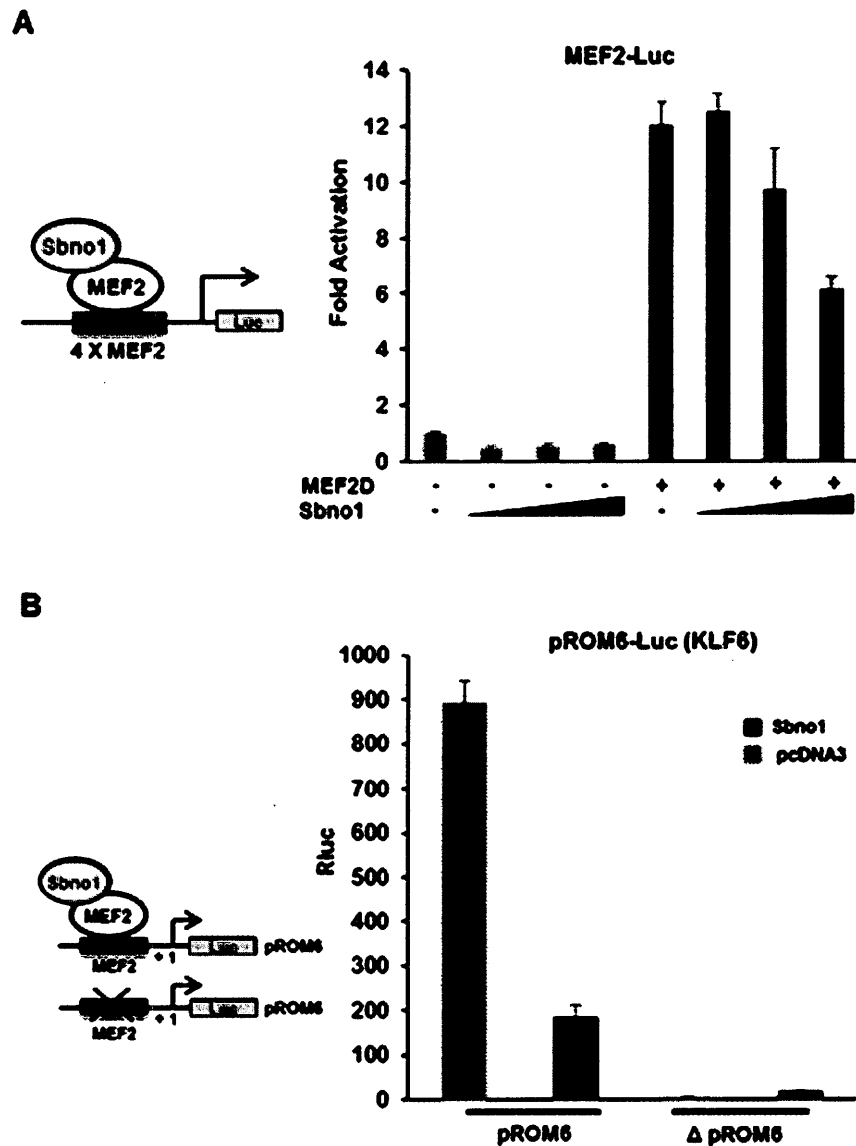 A
MEF2-Luc
14
12
10
8
6
4
2
0
Fold Activation
Sbno1
MEF2
Luc
4 X MEF2
MEF2D - - - - + + + +
Sbno1 - -
B
pROM6-Luc (KLF6)
1000
900
800
700
600
500
400
300
200
100
0
Rluc
Sbno1
pcDNA3
Sbno1
MEF2
MEF2 +1 pROM6
MEF2 +1 pROM6
pROM6 Δ pROM6